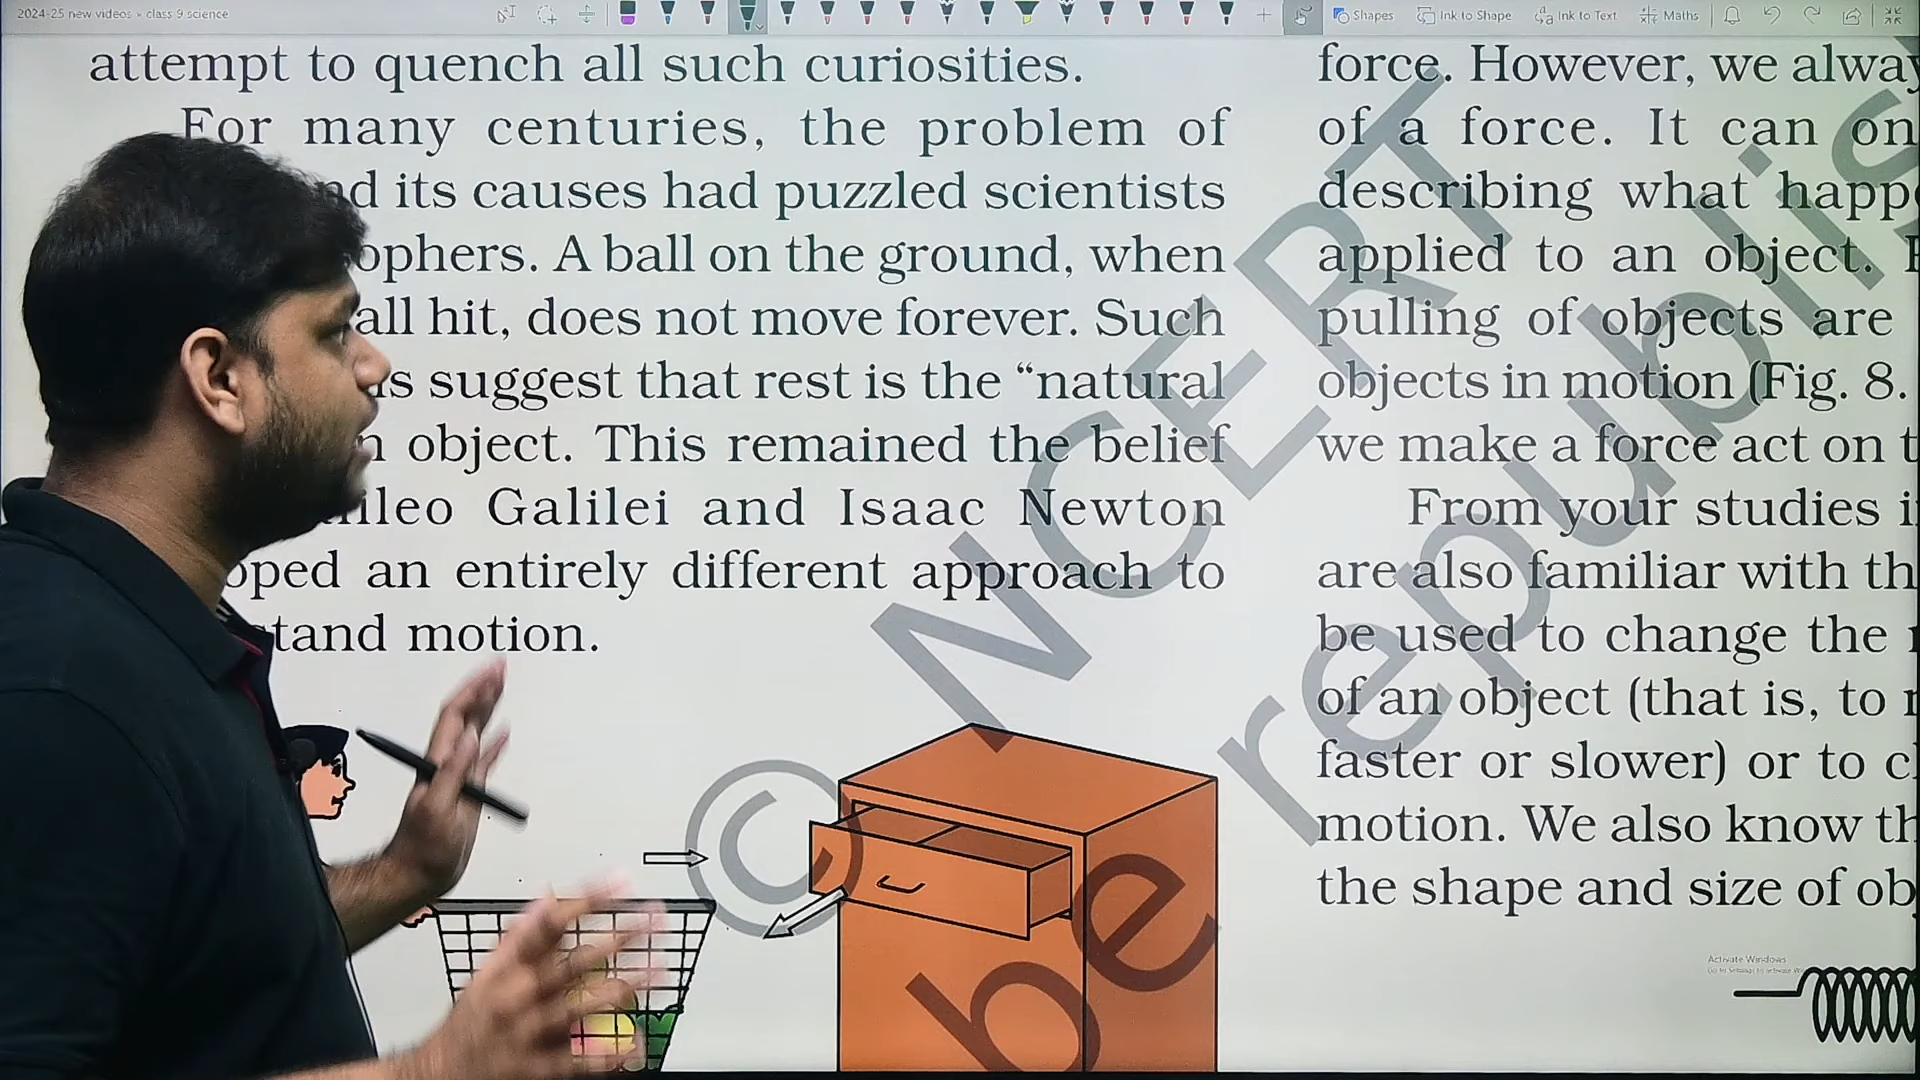 2024-25 new videos » class 9 science
Shapes
Ink to Shape
Ink to Text
Maths
attempt to quench all such curiosities.
For many centuries, the problem of
nd its causes had puzzled scientists
ophers. A ball on the ground, when
all hit, does not move forever. Such
s suggest that rest is the “natural
n object. This remained the belief
ileo Galilei and Isaac Newton
oped an entirely different approach to
tand motion.
force. However, we alway
of a force. It can on
describing what happe
applied to an object.
pulling of objects are
objects in motion (Fig. 8.
we make a force act on t
From your studies i
are also familiar with th
be used to change the
of an object (that is, to
faster or slower) or to c
motion. We also know th
the shape and size of ob
© NCERT
be republis
Activate Windows